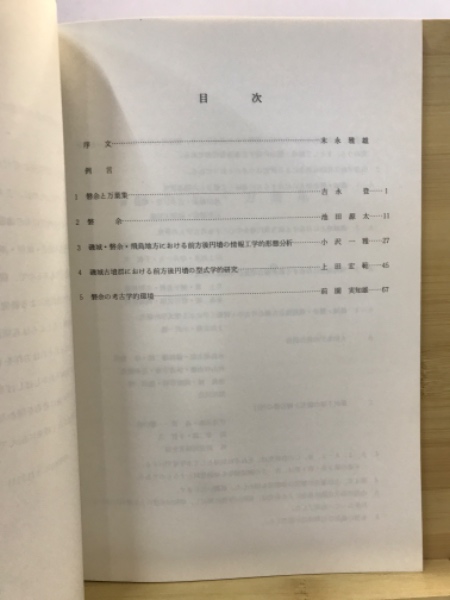 目次
序文 末永雅雄
例言
1 磐余と万葉集 吉永登 1
2 磐余 池田源太 11
3 磯城・磐余・飛鳥地方における前方後円墳の情報工学的形態分析 小沢一雅 27
4 磯城古墳群における前方後円墳の型式学的研究 上田宏範 45
5 磐余の考古学的環境 前園実知雄 67